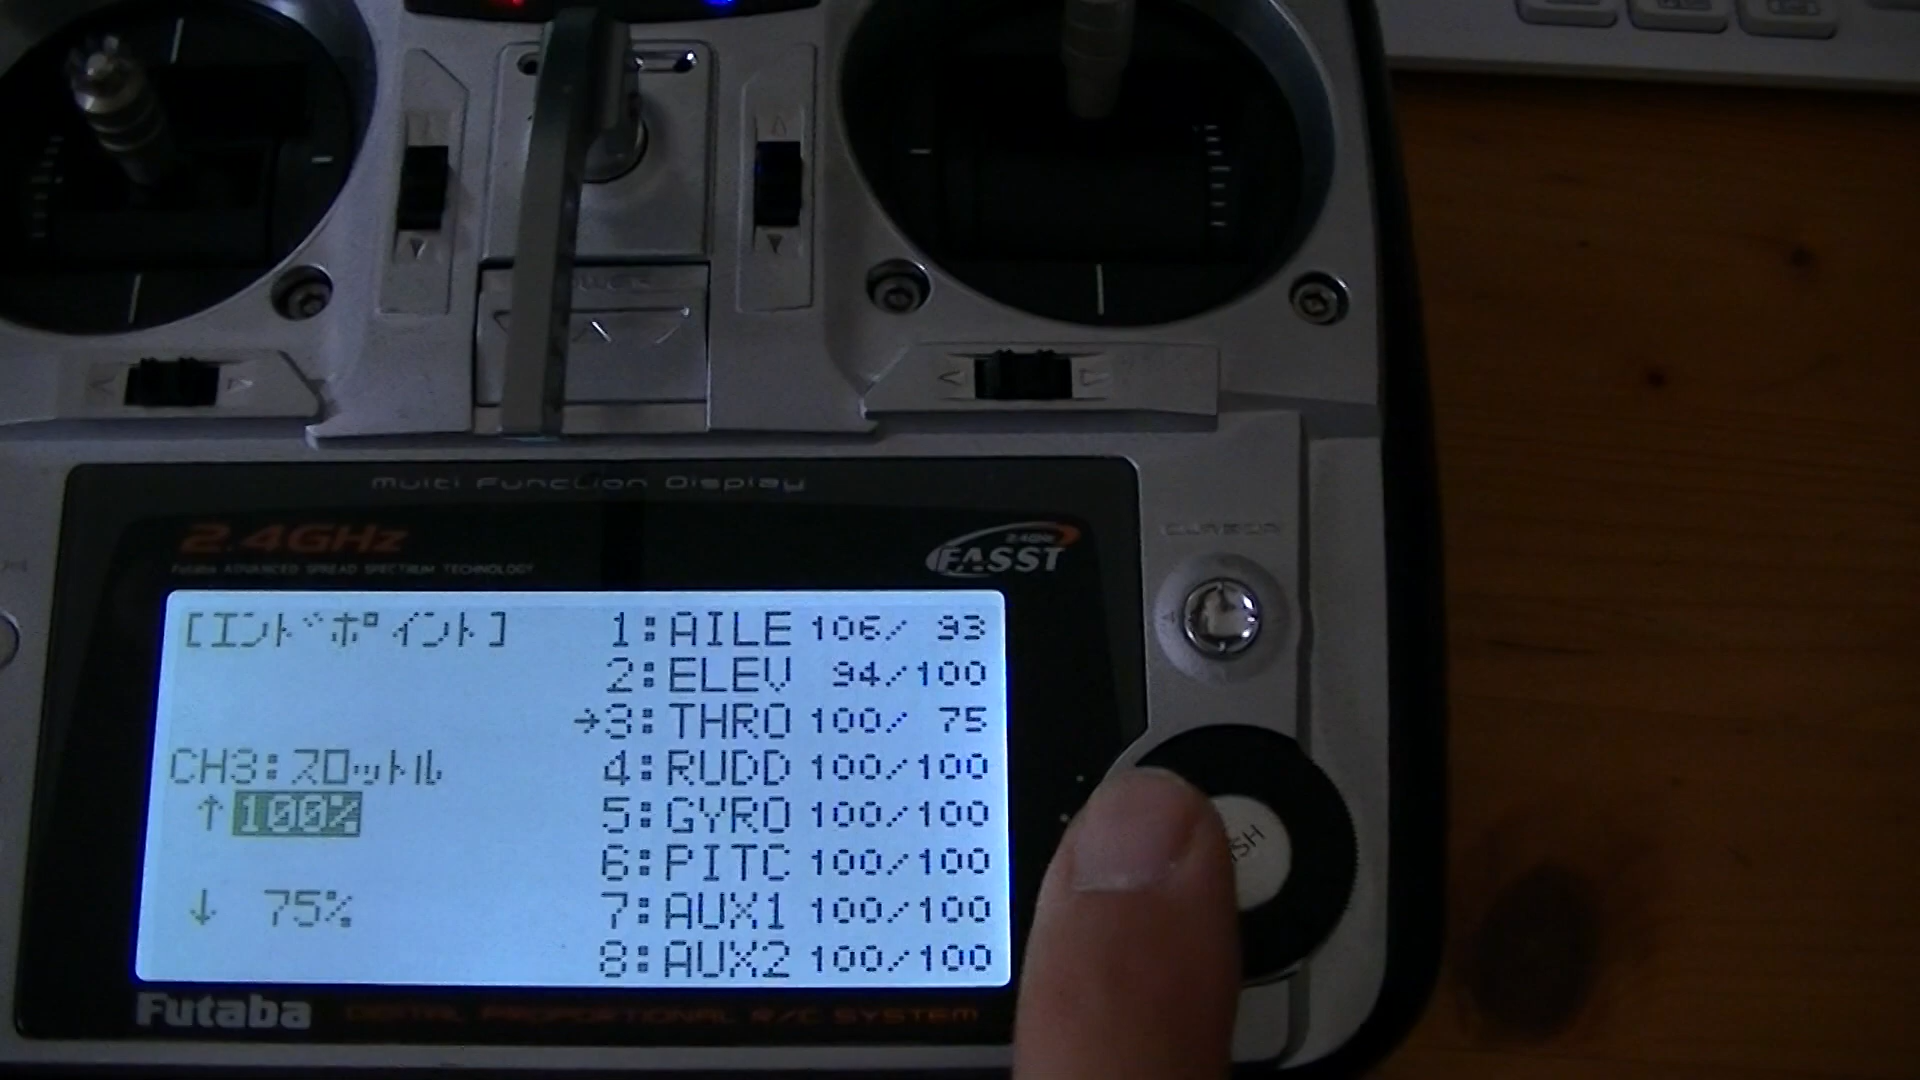 Multi Function Display
2.4GHz
Futaba ADVANCED SPREAD SPECTRUM TECHNOLOGY
2.4GHz
FASST
CURSOR
[エンドポイント]
1:AILE 106/ 93
2:ELEV 94/100
→3:THRO 100/ 75
CH3:スロットル
4:RUDD 100/100
↑100%
5:GYRO 100/100
6:PITC 100/100
↓ 75%
7:AUX1 100/100
8:AUX2 100/100
Futaba DIGITAL PROPORTIONAL R/C SYSTEM